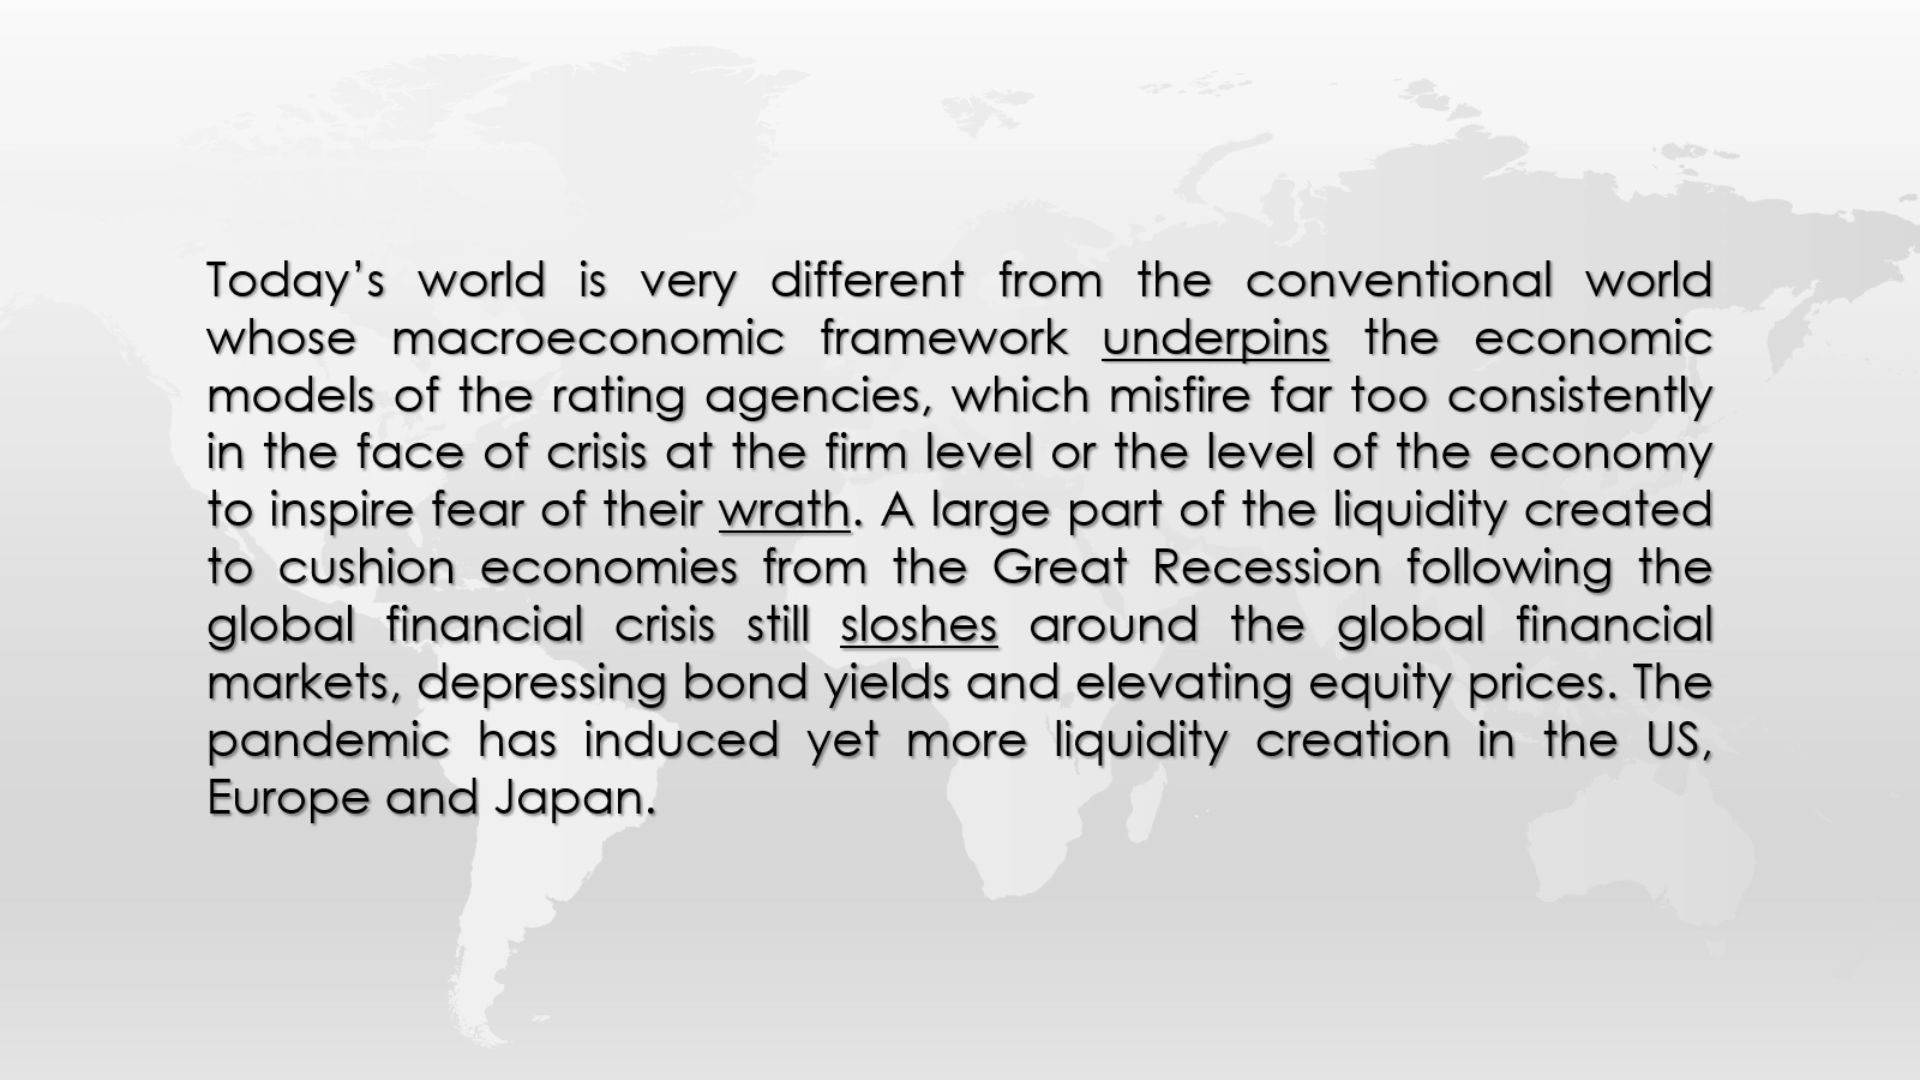 Today’s world is very different from the conventional world
whose macroeconomic framework underpins the economic
models of the rating agencies, which misfire far too consistently
in the face of crisis at the firm level or the level of the economy
to inspire fear of their wrath. A large part of the liquidity created
to cushion economies from the Great Recession following the
global financial crisis still sloshes around the global financial
markets, depressing bond yields and elevating equity prices. The
pandemic has induced yet more liquidity creation in the US,
Europe and Japan.